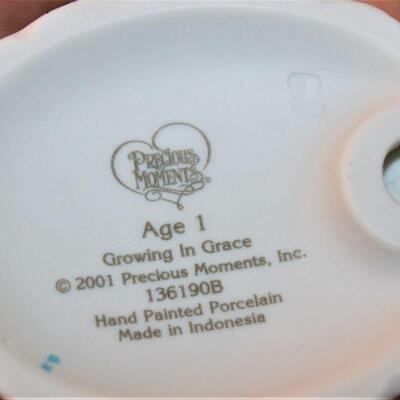 PRECIOUS
MOMENTS®
Age 1
Growing In Grace
© 2001 Precious Moments, Inc.
136190B
Hand Painted Porcelain
Made in Indonesia